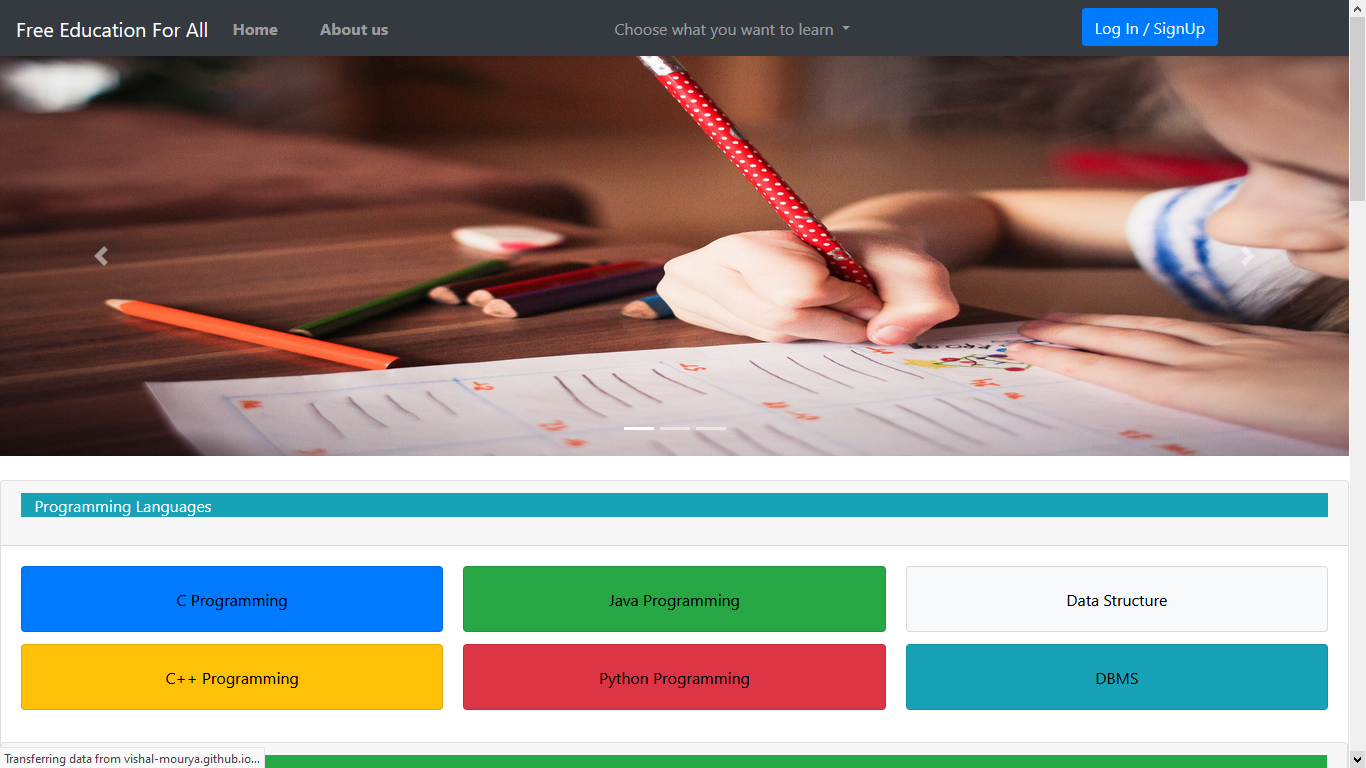 Free Education For All Home About us Choose what you want to learn Log In / SignUp
Programming Languages
C Programming Java Programming Data Structure
C++ Programming Python Programming DBMS
Transferring data from vishal-mourya.github.io...